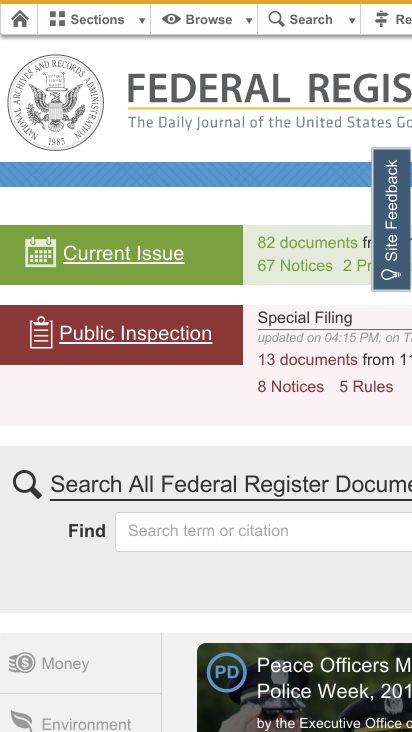 Sections ▾ Browse ▾ Search ▾ Re
NATIONAL ARCHIVES AND RECORDS ADMINISTRATION
1985
FEDERAL REGIS
The Daily Journal of the United States Go
Site Feedback
Current Issue
82 documents fr
67 Notices 2 Pr
Public Inspection
Special Filing
updated on 04:15 PM, on T
13 documents from 11
8 Notices 5 Rules
Search All Federal Register Docume
Find Search term or citation
Money
Environment
PD
Peace Officers M
Police Week, 201
by the Executive Office o